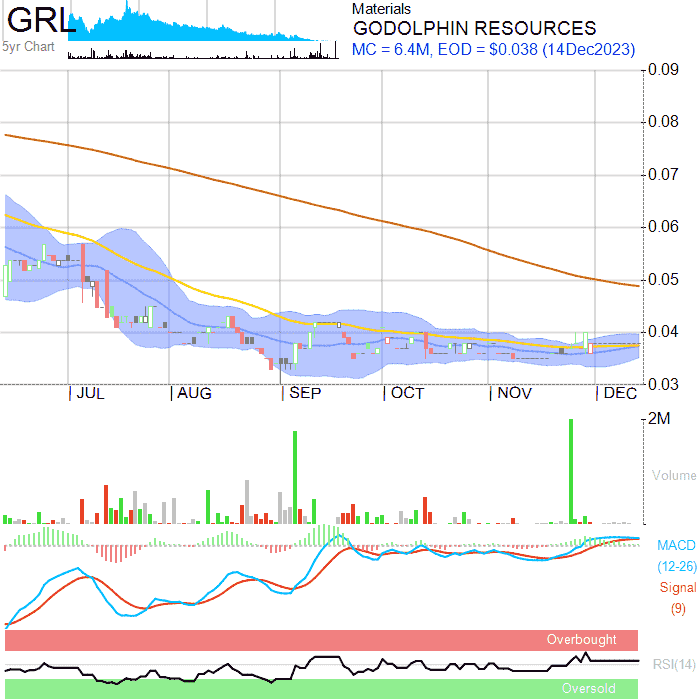 GRL
5yr Chart
Materials
GODOLPHIN RESOURCES
MC = 6.4M, EOD = $0.038 (14Dec2023)
0.09
0.08
0.07
0.06
0.05
0.04
0.03
JUL AUG SEP OCT NOV DEC
2M
Volume
MACD
(12-26)
Signal
(9)
Overbought
RSI(14)
Oversold